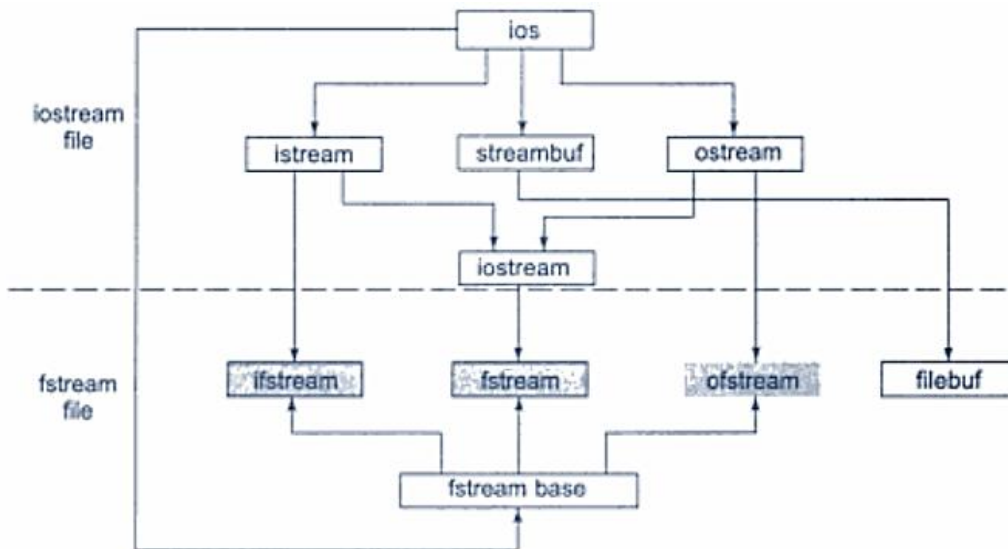 ios
iostream
file
istream
streambuf
ostream
iostream
fstream
file
ifstream
fstream
ofstream
filebuf
fstream base